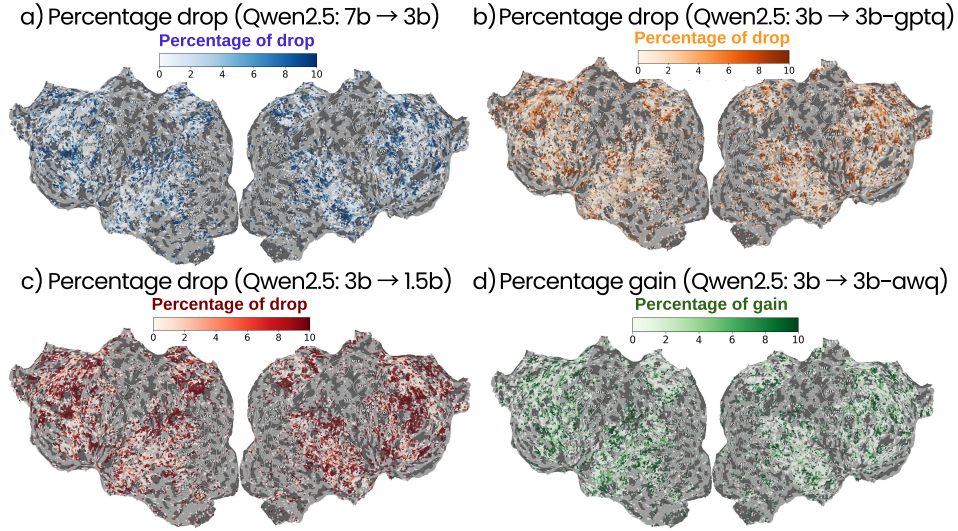 a) Percentage drop (Qwen2.5: 7b → 3b)
Percentage of drop
0 2 4 6 8 10
b) Percentage drop (Qwen2.5: 3b → 3b-gptq)
Percentage of drop
0 2 4 6 8 10
c) Percentage drop (Qwen2.5: 3b → 1.5b)
Percentage of drop
0 2 4 6 8 10
d) Percentage gain (Qwen2.5: 3b → 3b-awq)
Percentage of gain
0 2 4 6 8 10